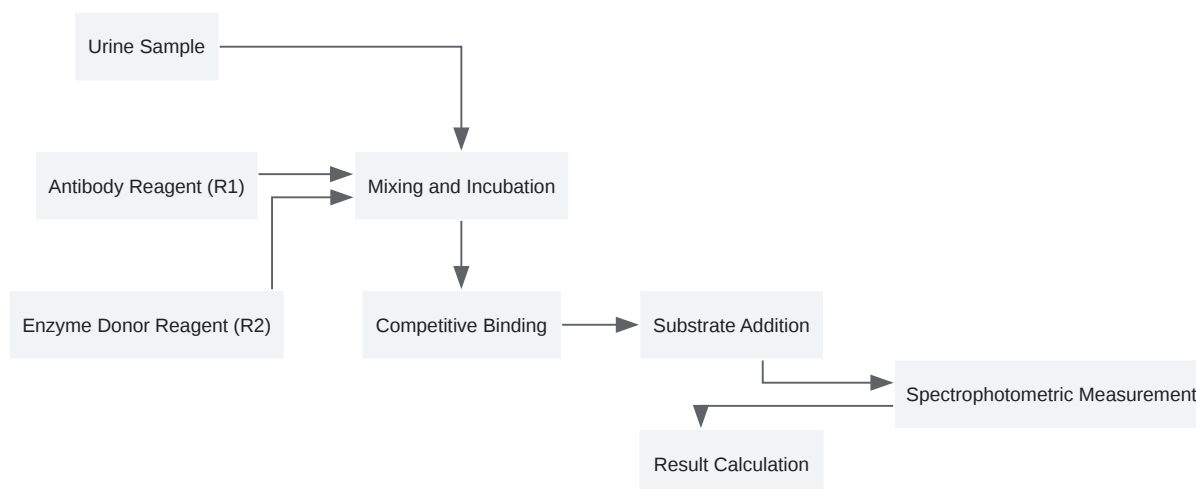 Urine Sample
Antibody Reagent (R1)
Mixing and Incubation
Enzyme Donor Reagent (R2)
Competitive Binding
Substrate Addition
Spectrophotometric Measurement
Result Calculation